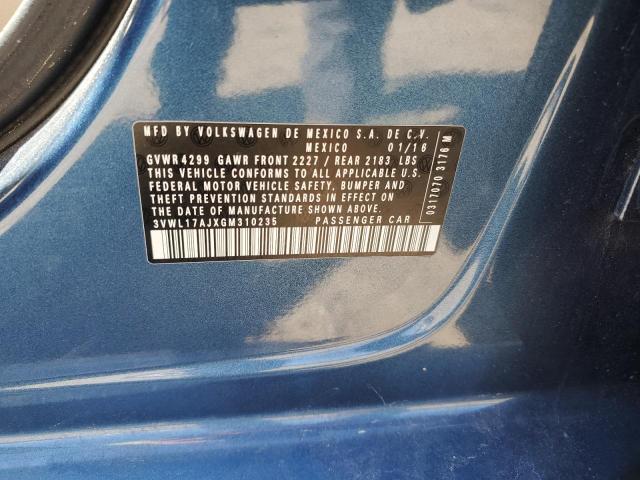 MFD BY VOLKSWAGEN DE MEXICO S.A. DE C.V.
MEXICO 01/16
GVWR 4299 GAWR FRONT 2227 / REAR 2183 LBS
THIS VEHICLE CONFORMS TO ALL APPLICABLE U.S.
FEDERAL MOTOR VEHICLE SAFETY, BUMPER AND
THEFT PREVENTION STANDARDS IN EFFECT ON
THE DATE OF MANUFACTURE SHOWN ABOVE.
3VWL17AJXGM310235 PASSENGER CAR
0317070 3176 M